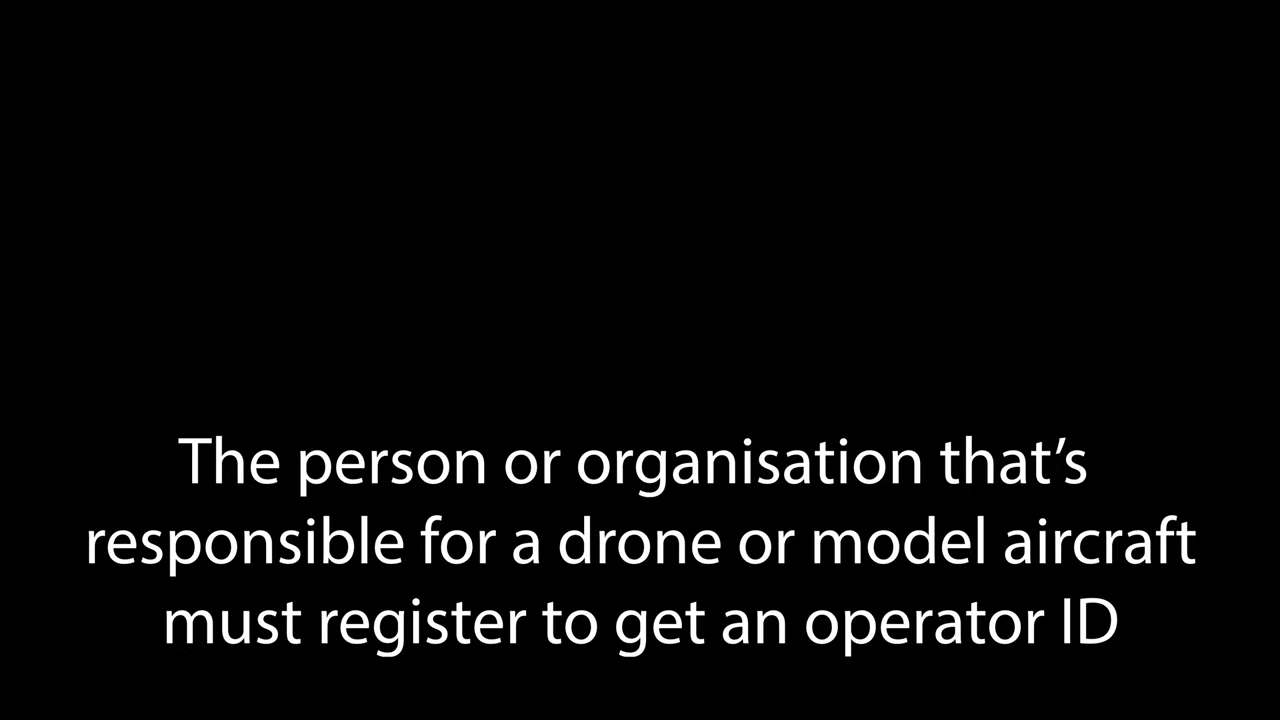 The person or organisation that’s
responsible for a drone or model aircraft
must register to get an operator ID